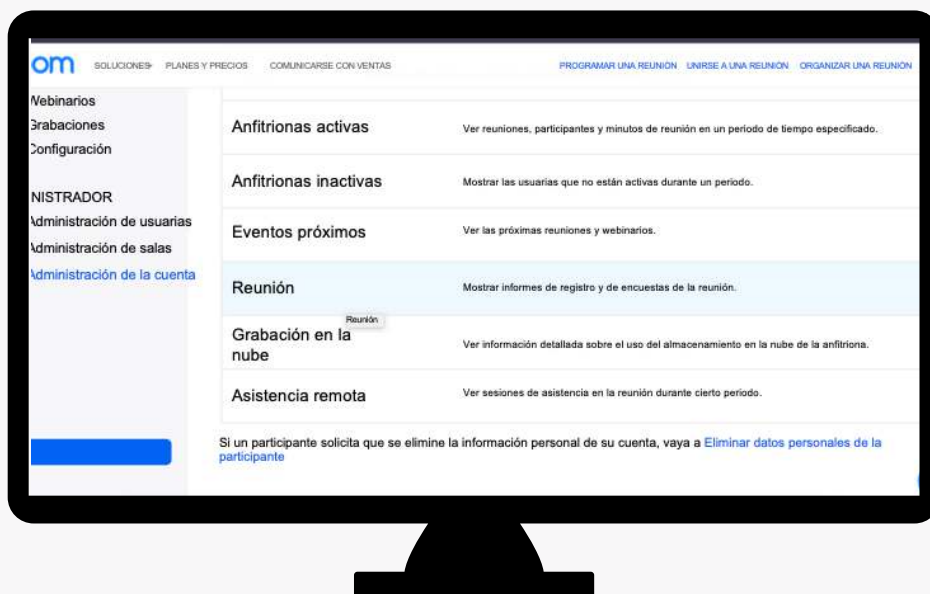 om SOLUCIONES PLANES Y PRECIOS COMUNICARSE CON VENTAS PROGRAMAR UNA REUNIÓN UNIRSE A UNA REUNIÓN ORGANIZAR UNA REUNIÓN
Webinarios
Grabaciones
Configuración
NISTRADOR
Administración de usuarias
Administración de salas
Administración de la cuenta
Anfitrionas activas
Ver reuniones, participantes y minutos de reunión en un periodo de tiempo especificado.
Anfitrionas inactivas
Mostrar las usuarias que no están activas durante un periodo.
Eventos próximos
Ver las próximas reuniones y webinarios.
Reunión
Mostrar informes de registro y de encuestas de la reunión.
Reunión
Grabación en la
nube
Ver información detallada sobre el uso del almacenamiento en la nube de la anfitriona.
Asistencia remota
Ver sesiones de asistencia en la reunión durante cierto periodo.
Si un participante solicita que se elimine la información personal de su cuenta, vaya a Eliminar datos personales de la
participante